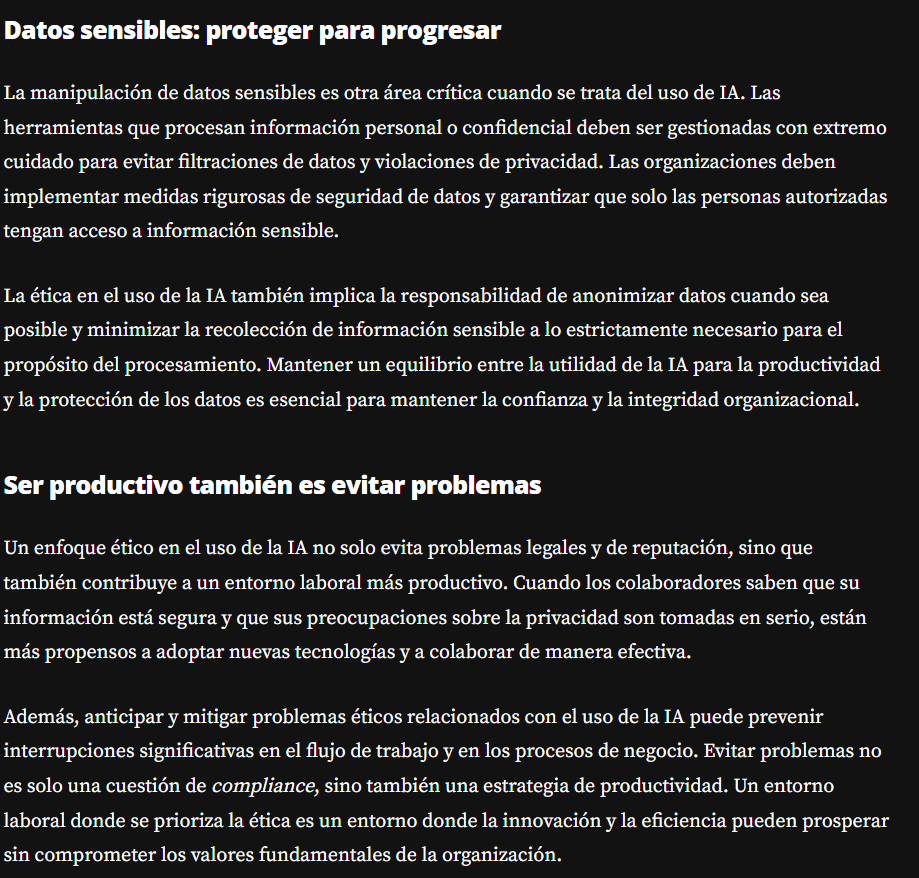 Datos sensibles: proteger para progresar
La manipulación de datos sensibles es otra área crítica cuando se trata del uso de IA. Las
herramientas que procesan información personal o confidencial deben ser gestionadas con extremo
cuidado para evitar filtraciones de datos y violaciones de privacidad. Las organizaciones deben
implementar medidas rigurosas de seguridad de datos y garantizar que solo las personas autorizadas
tengan acceso a información sensible.
La ética en el uso de la IA también implica la responsabilidad de anonimizar datos cuando sea
posible y minimizar la recolección de información sensible a lo estrictamente necesario para el
propósito del procesamiento. Mantener un equilibrio entre la utilidad de la IA para la productividad
y la protección de los datos es esencial para mantener la confianza y la integridad organizacional.
Ser productivo también es evitar problemas
Un enfoque ético en el uso de la IA no solo evita problemas legales y de reputación, sino que
también contribuye a un entorno laboral más productivo. Cuando los colaboradores saben que su
información está segura y que sus preocupaciones sobre la privacidad son tomadas en serio, están
más propensos a adoptar nuevas tecnologías y a colaborar de manera efectiva.
Además, anticipar y mitigar problemas éticos relacionados con el uso de la IA puede prevenir
interrupciones significativas en el flujo de trabajo y en los procesos de negocio. Evitar problemas no
es solo una cuestión de compliance, sino también una estrategia de productividad. Un entorno
laboral donde se prioriza la ética es un entorno donde la innovación y la eficiencia pueden prosperar
sin comprometer los valores fundamentales de la organización.